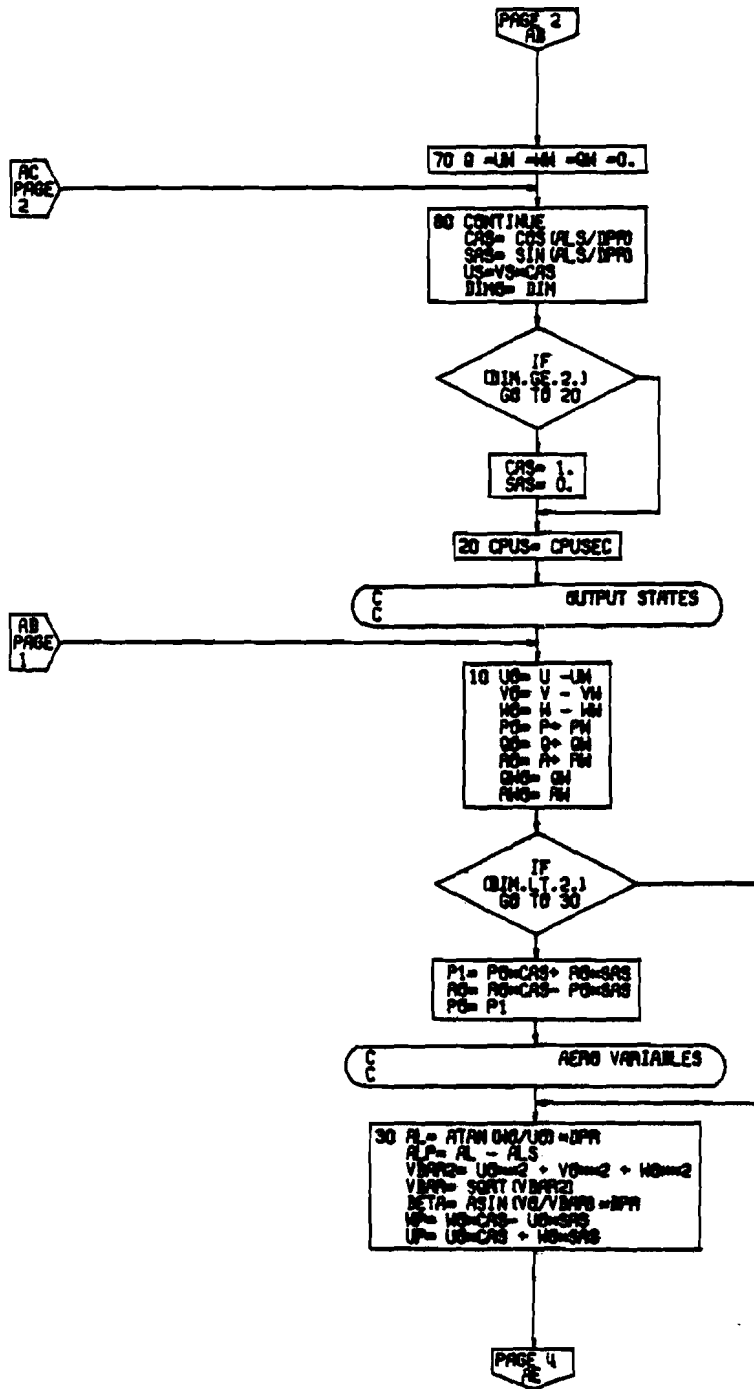 PAGE 2
AB
70 Q =UW =WW =QW =0.
AC
PAGE
2
80 CONTINUE
CAS= COS(ALS/DPR)
SAS= SIN(ALS/DPR)
US=VS*CAS
DIMO= DIM
IF
(DIM.GE.2.)
GO TO 20
CAS= 1.
SAS= 0.
20 CPUS= CPUSEC
C OUTPUT STATES
C
AB
PAGE
1
10 UO= U -UW
VO= V - VW
WO= W - WW
PO= P+ PW
QO= Q+ QW
RO= R+ RW
QWO= QW
RWO= RW
IF
(DIM.LT.2.)
GO TO 30
P1= PO*CAS+ RO*SAS
RO= RO*CAS- PO*SAS
PO= P1
C AERO VARIABLES
C
30 AL= ATAN(WO/UO)*DPR
ALP= AL - ALS
VBAR2= UO**2 + VO**2 + WO**2
VBAR= SQRT(VBAR2)
BETA= ASIN(VO/VBAR)*DPR
WP= WO*CAS- UO*SAS
UP= UO*CAS + WO*SAS
PAGE 4
AE